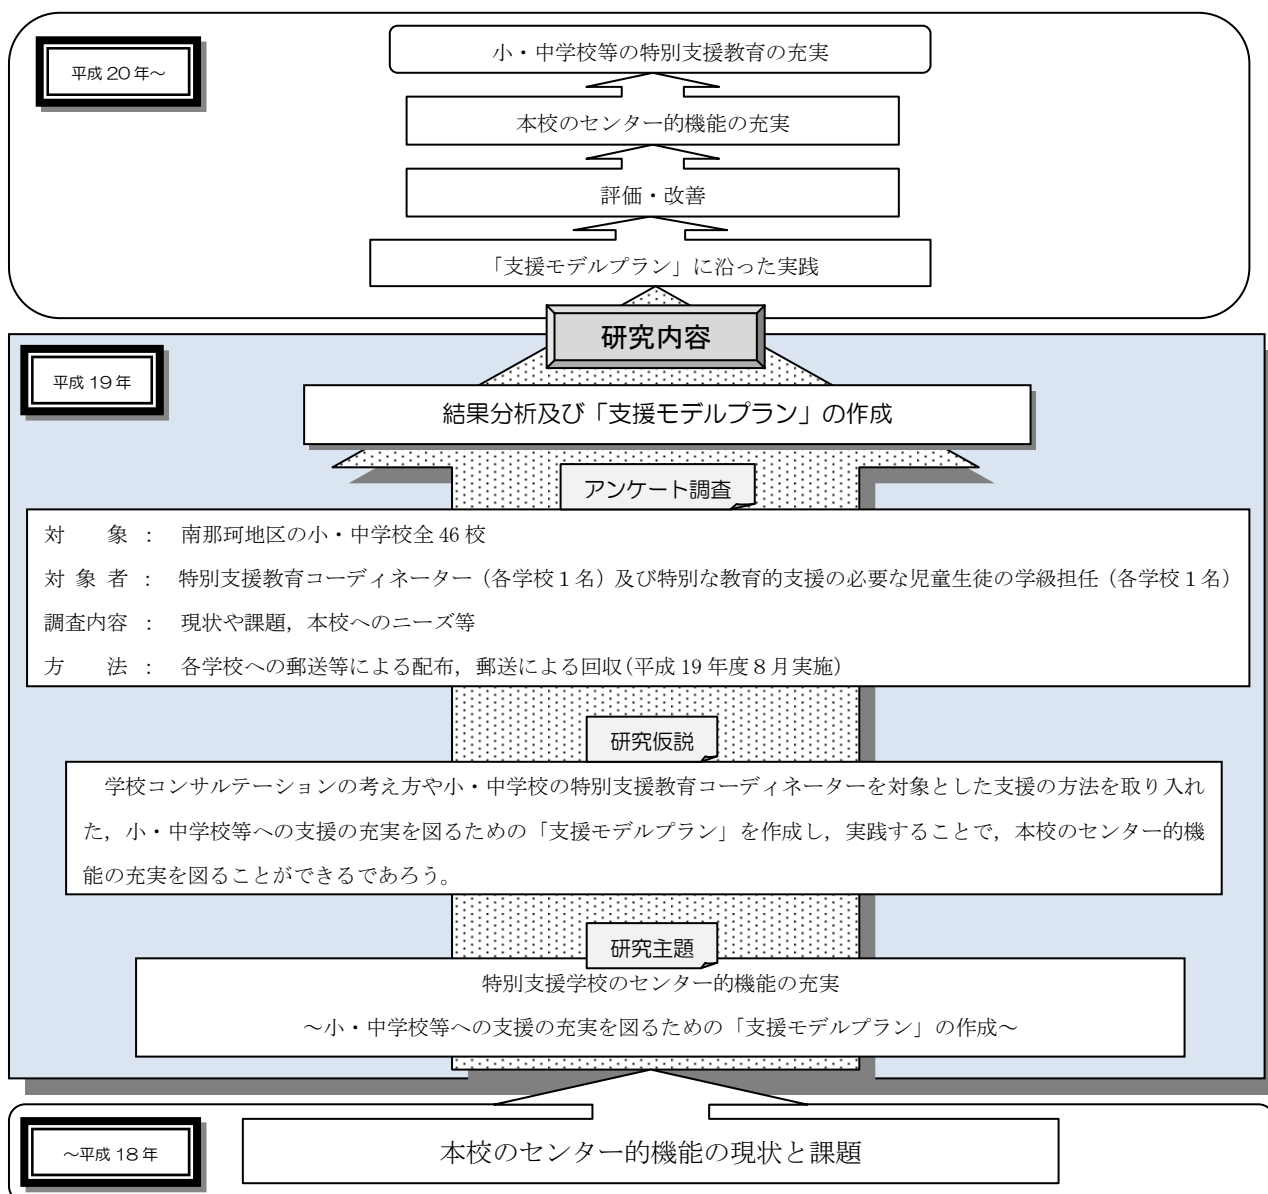 平成 20 年～
小・中学校等の特別支援教育の充実
本校のセンター的機能の充実
評価・改善
「支援モデルプラン」に沿った実践
研究内容
平成 19 年
結果分析及び「支援モデルプラン」の作成
アンケート調査
対　　象　：　南那珂地区の小・中学校全 46 校
対 象 者：　特別支援教育コーディネーター（各学校１名）及び特別な教育的支援の必要な児童生徒の学級担任（各学校１名）
調査内容　：　現状や課題，本校へのニーズ等
方　　法　：　各学校への郵送等による配布，郵送による回収(平成 19 年度８月実施)
研究仮説
学校コンサルテーションの考え方や小・中学校の特別支援教育コーディネーターを対象とした支援の方法を取り入れ
た，小・中学校等への支援の充実を図るための「支援モデルプラン」を作成し，実践することで，本校のセンター的機
能の充実を図ることができるであろう。
研究主題
特別支援学校のセンター的機能の充実
～小・中学校等への支援の充実を図るための「支援モデルプラン」の作成～
～平成 18 年
本校のセンター的機能の現状と課題